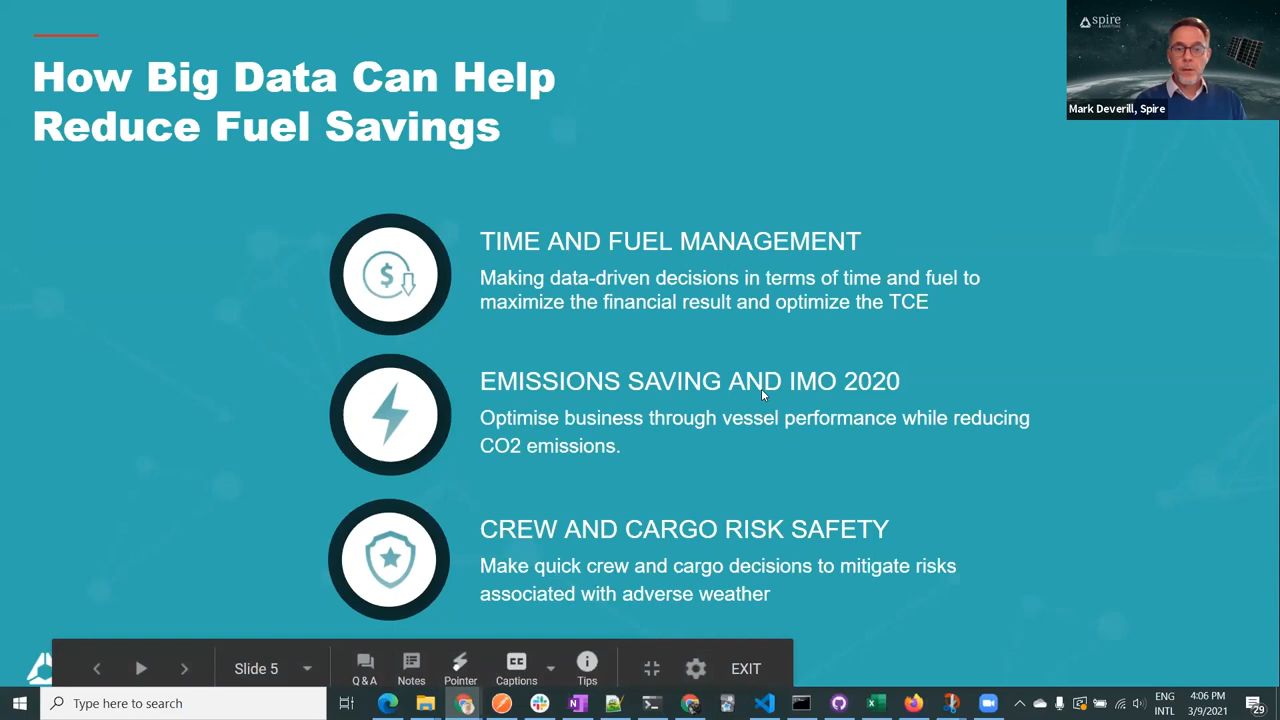 How Big Data Can Help
Reduce Fuel Savings
spire
Mark Deverill, Spire
$
TIME AND FUEL MANAGEMENT
Making data-driven decisions in terms of time and fuel to
maximize the financial result and optimize the TCE
EMISSIONS SAVING AND IMO 2020
Optimise business through vessel performance while reducing
CO2 emissions.
CREW AND CARGO RISK SAFETY
Make quick crew and cargo decisions to mitigate risks
associated with adverse weather
Slide 5
Q & A
Notes
Pointer
CC
Captions
Tips
EXIT
Type here to search
ENG
INTL
4:06 PM
3/9/2021
29